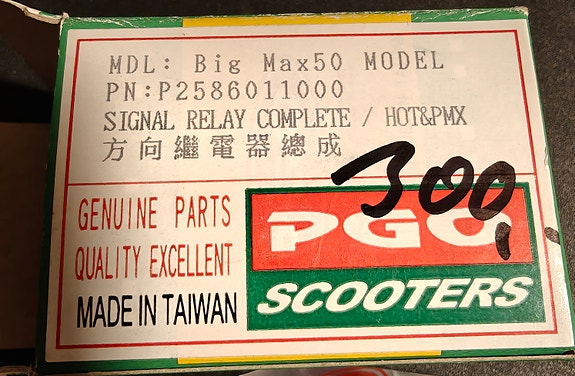 MDL: Big Max50 MODEL
PN:P2586011000
SIGNAL RELAY COMPLETE / HOT&PMX
方向繼電器總成
300,
GENUINE PARTS
QUALITY EXCELLENT
MADE IN TAIWAN
PGO
SCOOTERS